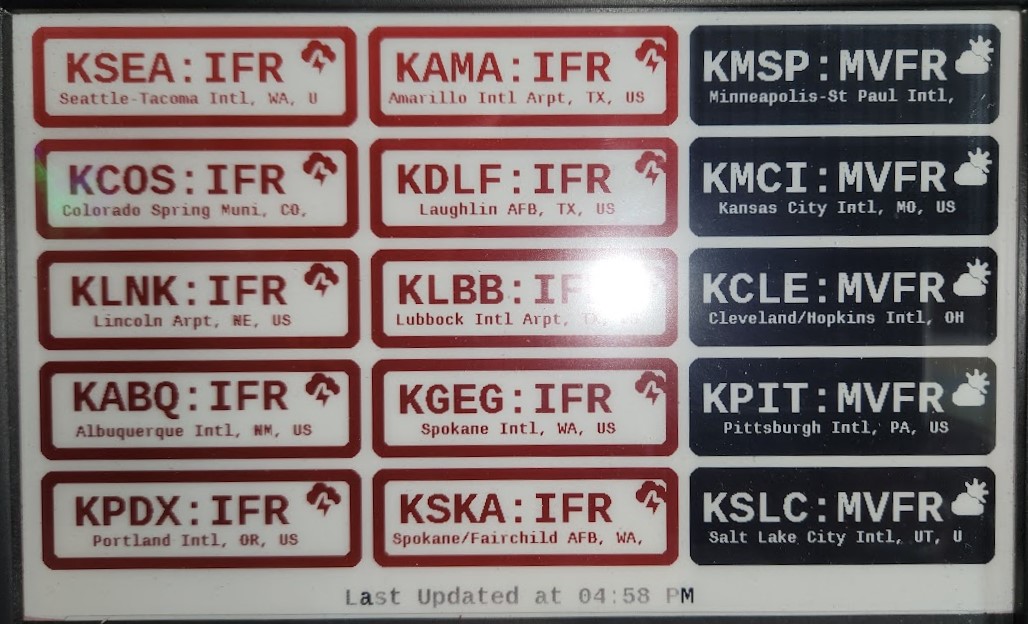 KSEA:IFR
Seattle-Tacoma Intl, WA, U
KAMA:IFR
Amarillo Intl Arpt, TX, US
KMSP:MVFR
Minneapolis-St Paul Intl,
KCOS:IFR
Colorado Spring Muni, CO,
KDLF:IFR
Laughlin AFB, TX, US
KMCI:MVFR
Kansas City Intl, MO, US
KLNK:IFR
Lincoln Arpt, NE, US
KLBB:IF
Lubbock Intl Arpt,
KCLE:MVFR
Cleveland/Hopkins Intl, OH
KABQ:IFR
Albuquerque Intl, NM, US
KGEG:IFR
Spokane Intl, WA, US
KPIT:MVFR
Pittsburgh Intl, PA, US
KPDX:IFR
Portland Intl, OR, US
KSKA:IFR
Spokane/Fairchild AFB, WA,
KSLC:MVFR
Salt Lake City Intl, UT, U
Last Updated at 04:58 PM